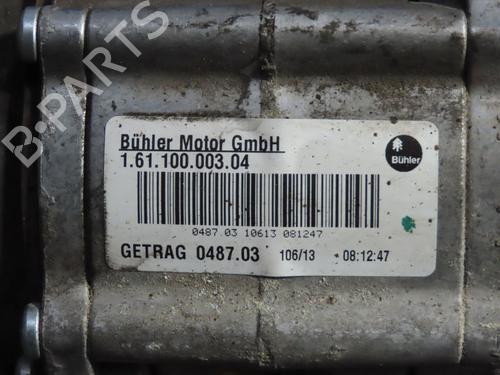 B-PARTS
Bühler Motor GmbH
1.61.100.003.04
Bühler
0487.03 10613 081247
GETRAG 0487.03 106/13 08:12:47
B-PARTS